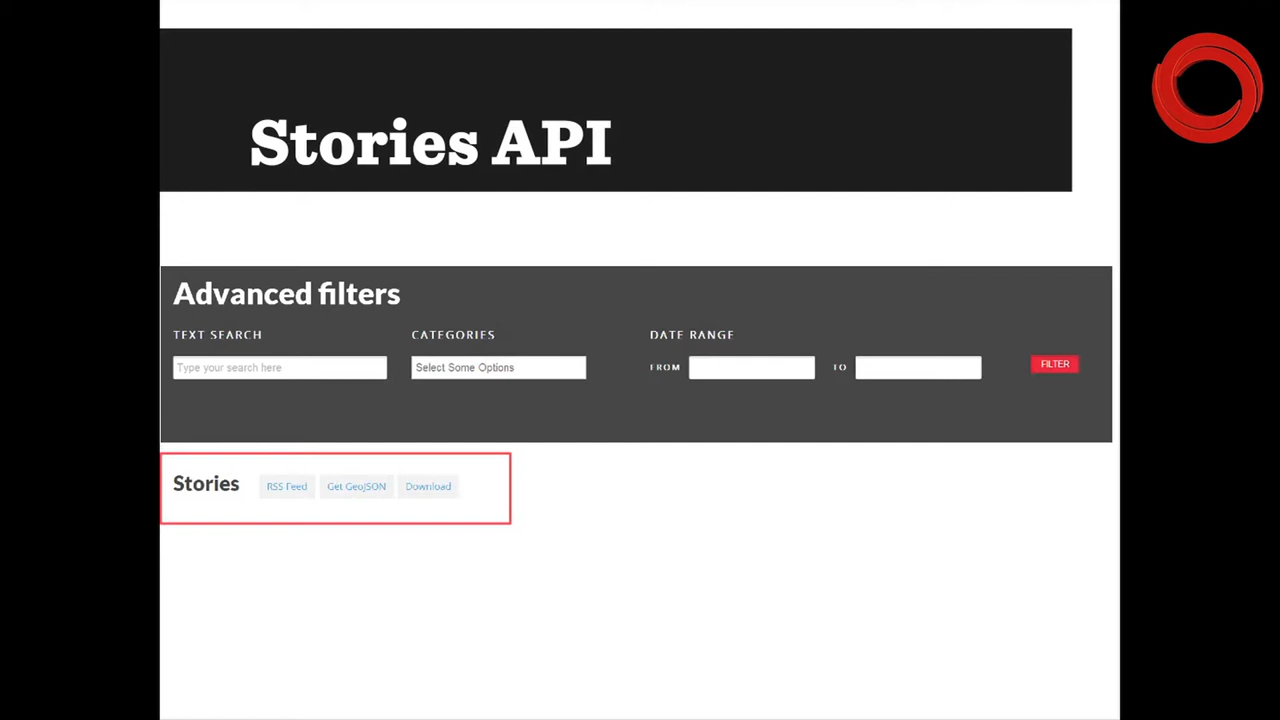 Stories API
Advanced filters
TEXT SEARCH CATEGORIES DATE RANGE
Type your search here Select Some Options FROM TO FILTER
Stories RSS Feed Get GeoJSON Download